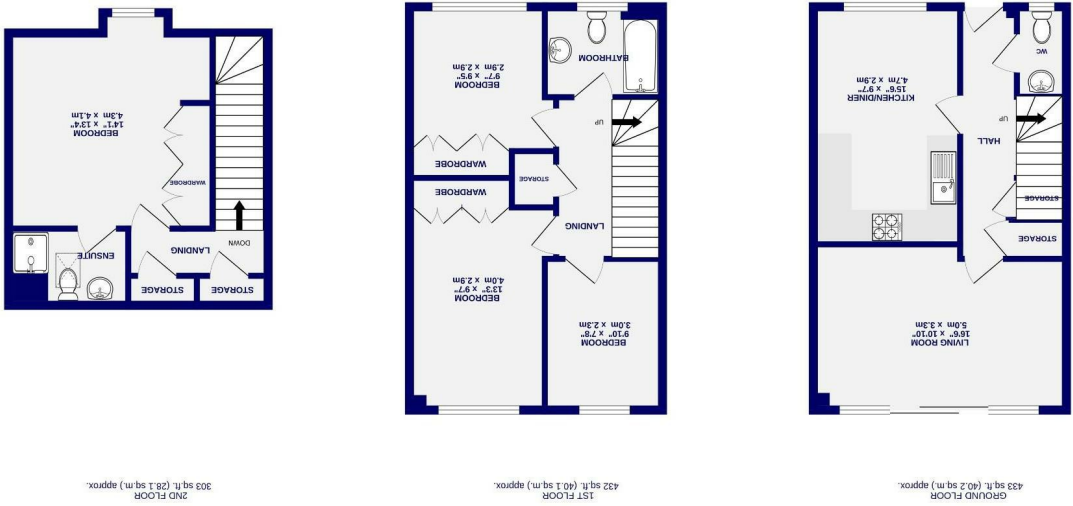 GROUND FLOOR
433 sq.ft. (40.2 sq.m.) approx.
LIVING ROOM
16'6" x 10'10"
5.0m x 3.3m
STORAGE
STORAGE
HALL
UP
KITCHEN/DINER
15'6" x 9'7"
4.7m x 2.9m
WC
1ST FLOOR
432 sq.ft. (40.1 sq.m.) approx.
BEDROOM
9'10" x 7'8"
3.0m x 2.3m
BEDROOM
13'3" x 9'7"
4.0m x 2.9m
LANDING
WARDROBE
STORAGE
WARDROBE
UP
BEDROOM
9'7" x 9'5"
2.9m x 2.9m
BATHROOM
2ND FLOOR
303 sq.ft. (28.1 sq.m.) approx.
STORAGE
STORAGE
DOWN
LANDING
ENSUITE
WARDROBE
BEDROOM
14'1" x 13'4"
4.3m x 4.1m